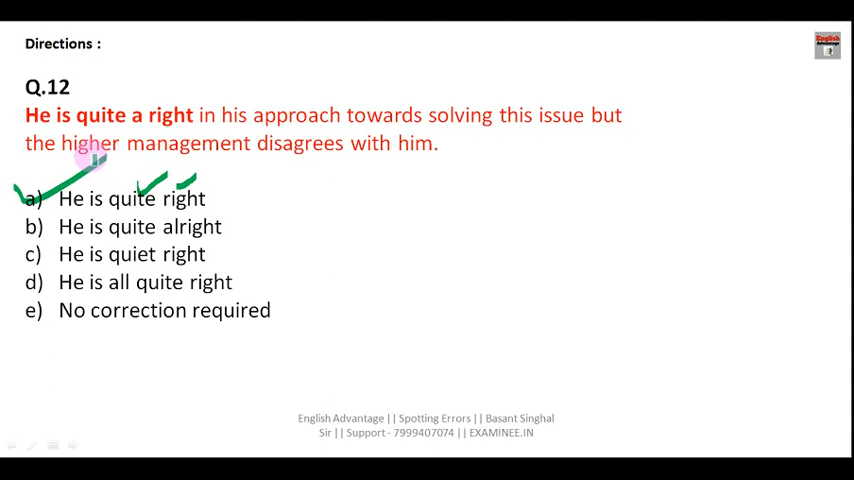 Directions :
English
Advantage
Q.12
He is quite a right in his approach towards solving this issue but
the higher management disagrees with him.
a) He is quite right
b) He is quite alright
c) He is quiet right
d) He is all quite right
e) No correction required
English Advantage || Spotting Errors || Basant Singhal
Sir || Support - 7999407074 || EXAMINEE.IN